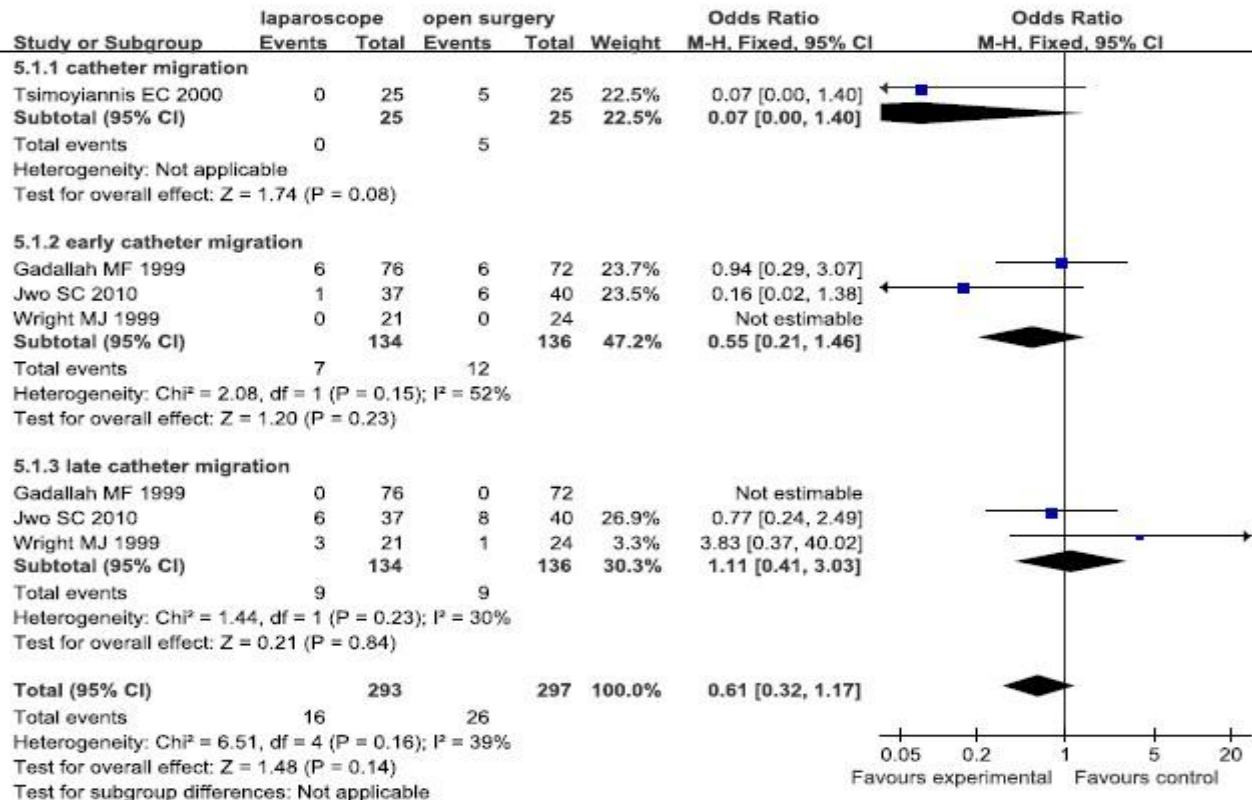 laparoscope open surgery Odds Ratio Odds Ratio
Study or Subgroup Events Total Events Total Weight M-H, Fixed, 95% CI M-H, Fixed, 95% CI
5.1.1 catheter migration
Tsimoyiannis EC 2000 0 25 5 25 22.5% 0.07 [0.00, 1.40]
Subtotal (95% CI) 25 25 22.5% 0.07 [0.00, 1.40]
Total events 0 5
Heterogeneity: Not applicable
Test for overall effect: Z = 1.74 (P = 0.08)
5.1.2 early catheter migration
Gadallah MF 1999 6 76 6 72 23.7% 0.94 [0.29, 3.07]
Jwo SC 2010 1 37 6 40 23.5% 0.16 [0.02, 1.38]
Wright MJ 1999 0 21 0 24 Not estimable
Subtotal (95% CI) 134 136 47.2% 0.55 [0.21, 1.46]
Total events 7 12
Heterogeneity: Chi² = 2.08, df = 1 (P = 0.15); I² = 52%
Test for overall effect: Z = 1.20 (P = 0.23)
5.1.3 late catheter migration
Gadallah MF 1999 0 76 0 72 Not estimable
Jwo SC 2010 6 37 8 40 26.9% 0.77 [0.24, 2.49]
Wright MJ 1999 3 21 1 24 3.3% 3.83 [0.37, 40.02]
Subtotal (95% CI) 134 136 30.3% 1.11 [0.41, 3.03]
Total events 9 9
Heterogeneity: Chi² = 1.44, df = 1 (P = 0.23); I² = 30%
Test for overall effect: Z = 0.21 (P = 0.84)
Total (95% CI) 293 297 100.0% 0.61 [0.32, 1.17]
Total events 16 26
Heterogeneity: Chi² = 6.51, df = 4 (P = 0.16); I² = 39%
Test for overall effect: Z = 1.48 (P = 0.14)
Test for subgroup differences: Not applicable
0.05 0.2 1 5 20
Favours experimental Favours control